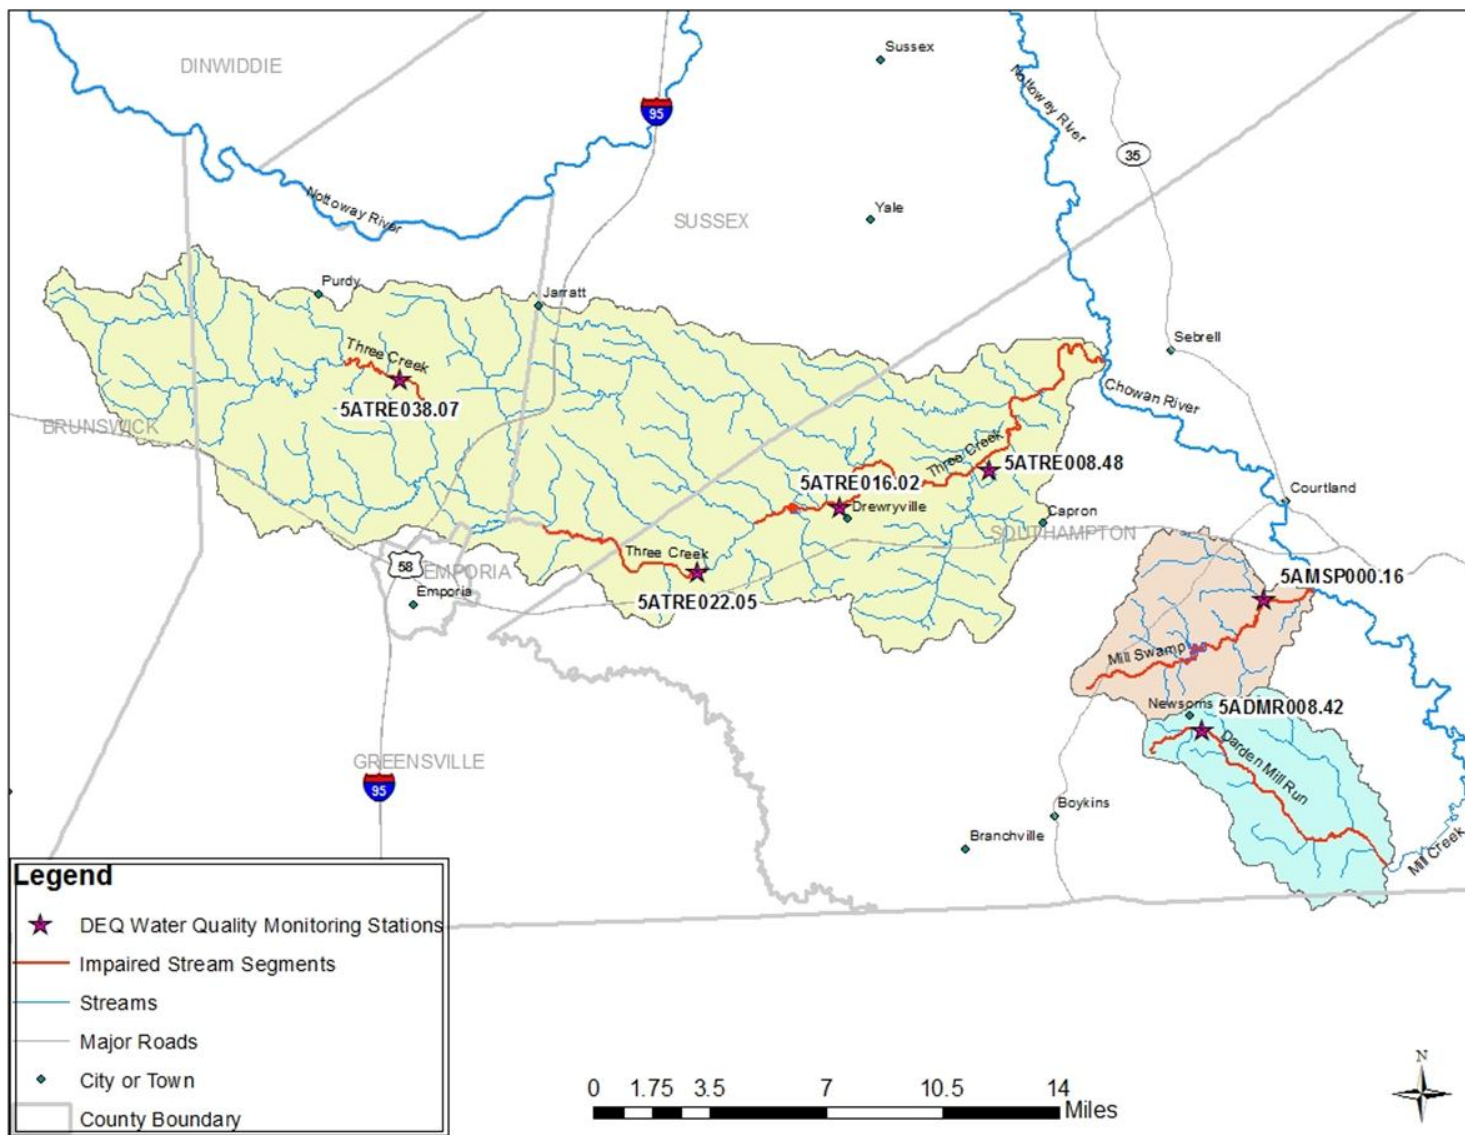 DINWIDDIE
95
Sussex
Nottoway River
35
Nottoway River
SUSSEX
Yale
Purdy
Jarratt
Three Creek
Sebrell
5ATRE038.07
Chowan River
BRUNSWICK
Three Creek
5ATRE008.48
5ATRE016.02
Courtland
Drewryville
Capron
SOUTHAMPTON
Three Creek
58
EMPORIA
5AMSP000.16
Emporia
5ATRE022.05
Mill Swamp
Newsoms
5ADMR008.42
GREENSVILLE
Darden Mill Run
95
Boykins
Branchville
Mill Creek
Legend
DEQ Water Quality Monitoring Stations
Impaired Stream Segments
Streams
Major Roads
City or Town
County Boundary
0 1.75 3.5 7 10.5 14
Miles
N